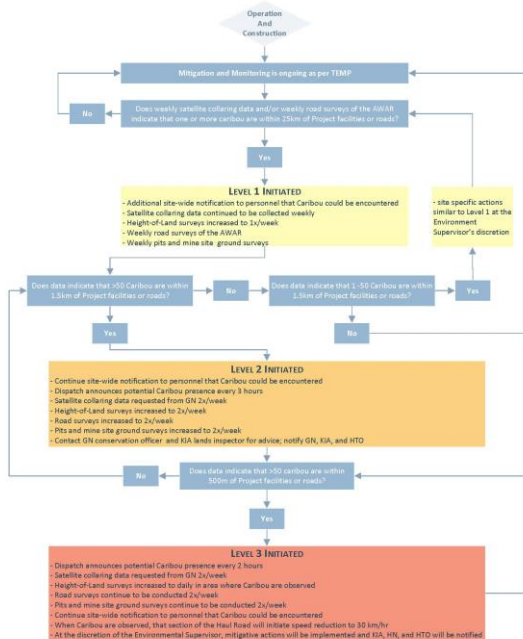 Operation
And
Construction
Mitigation and Monitoring is ongoing as per TEMP
Does weekly satellite collaring data and/or weekly road surveys of the AWAR
indicate that one or more caribou are within 25km of Project facilities or roads?
No
Yes
LEVEL 1 INITIATED
- Additional site-wide notification to personnel that Caribou could be encountered
- Satellite collaring data continued to be collected weekly
- Height-of-Land surveys increased to 1x/week
- Weekly road surveys of the AWAR
- Weekly pits and mine site ground surveys
- site specific actions
similar to Level 1 at the
Environment
Supervisor's discretion
Does data indicate that >50 Caribou are within
1.5km of Project facilities or roads?
No
Does data indicate that 1-50 Caribou are within
1.5km of Project facilities or roads?
Yes
Yes
No
LEVEL 2 INITIATED
- Continue site-wide notification to personnel that Caribou could be encountered
- Dispatch announces potential Caribou presence every 3 hours
- Satellite collaring data requested from GN 2x/week
- Height-of-Land surveys increased to 2x/week
- Road surveys increased to 2x/week
- Pits and mine site ground surveys increased to 2x/week
- Contact GN conservation officer and KIA lands inspector for advice; notify GN, KIA, and HTO
No
Does data indicate that >50 caribou are within
500m of Project facilities or roads?
Yes
LEVEL 3 INITIATED
- Dispatch announces potential Caribou presence every 2 hours
- Satellite collaring data requested from GN 2x/week
- Height-of-Land surveys increased to daily in area where Caribou are observed
- Road surveys continue to be conducted 2x/week
- Pits and mine site ground surveys continue to be conducted 2x/week
- Continue site-wide notification to personnel that Caribou could be encountered
- When Caribou are observed, that section of the Haul Road will initiate speed reduction to 30 km/hr
- At the discretion of the Environmental Supervisor, mitigative actions will be implemented and KIA, HN, and HTO will be notified.